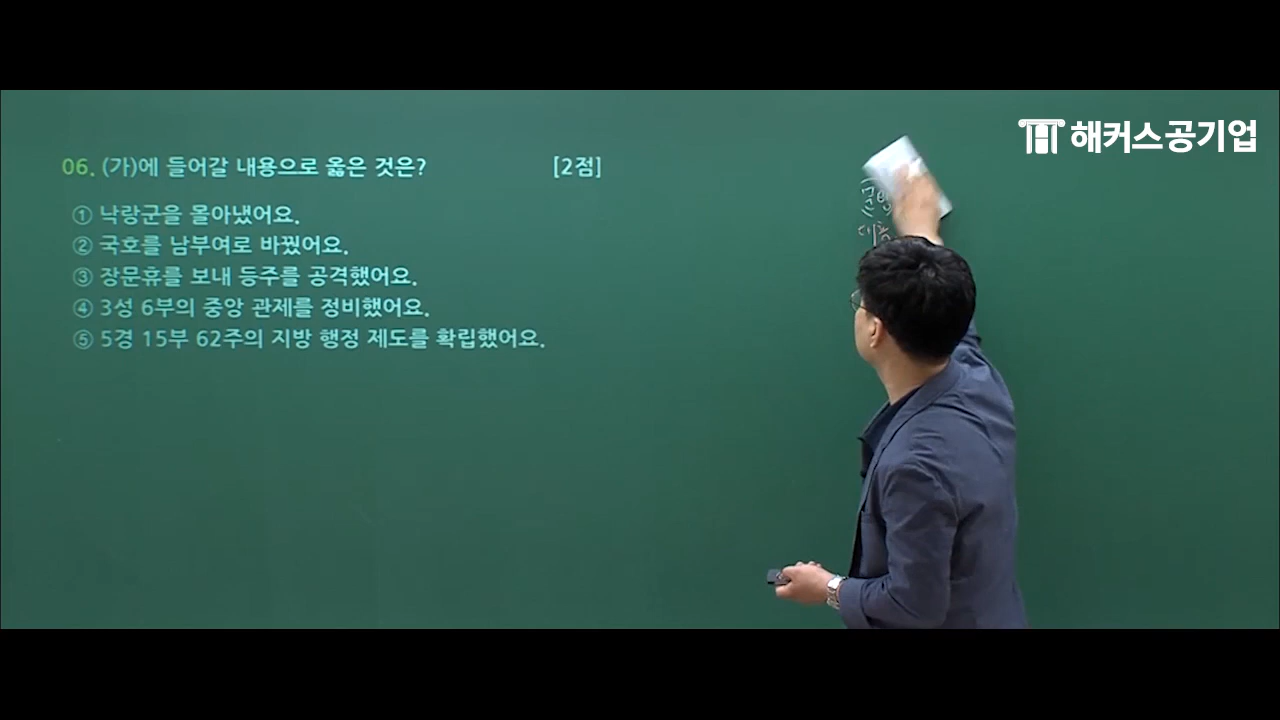 해커스공기업
06. (가)에 들어갈 내용으로 옳은 것은? [2점]
① 낙랑군을 몰아냈어요.
② 국호를 남부여로 바꿨어요.
③ 장문휴를 보내 등주를 공격했어요.
④ 3성 6부의 중앙 관제를 정비했어요.
⑤ 5경 15부 62주의 지방 행정 제도를 확립했어요.